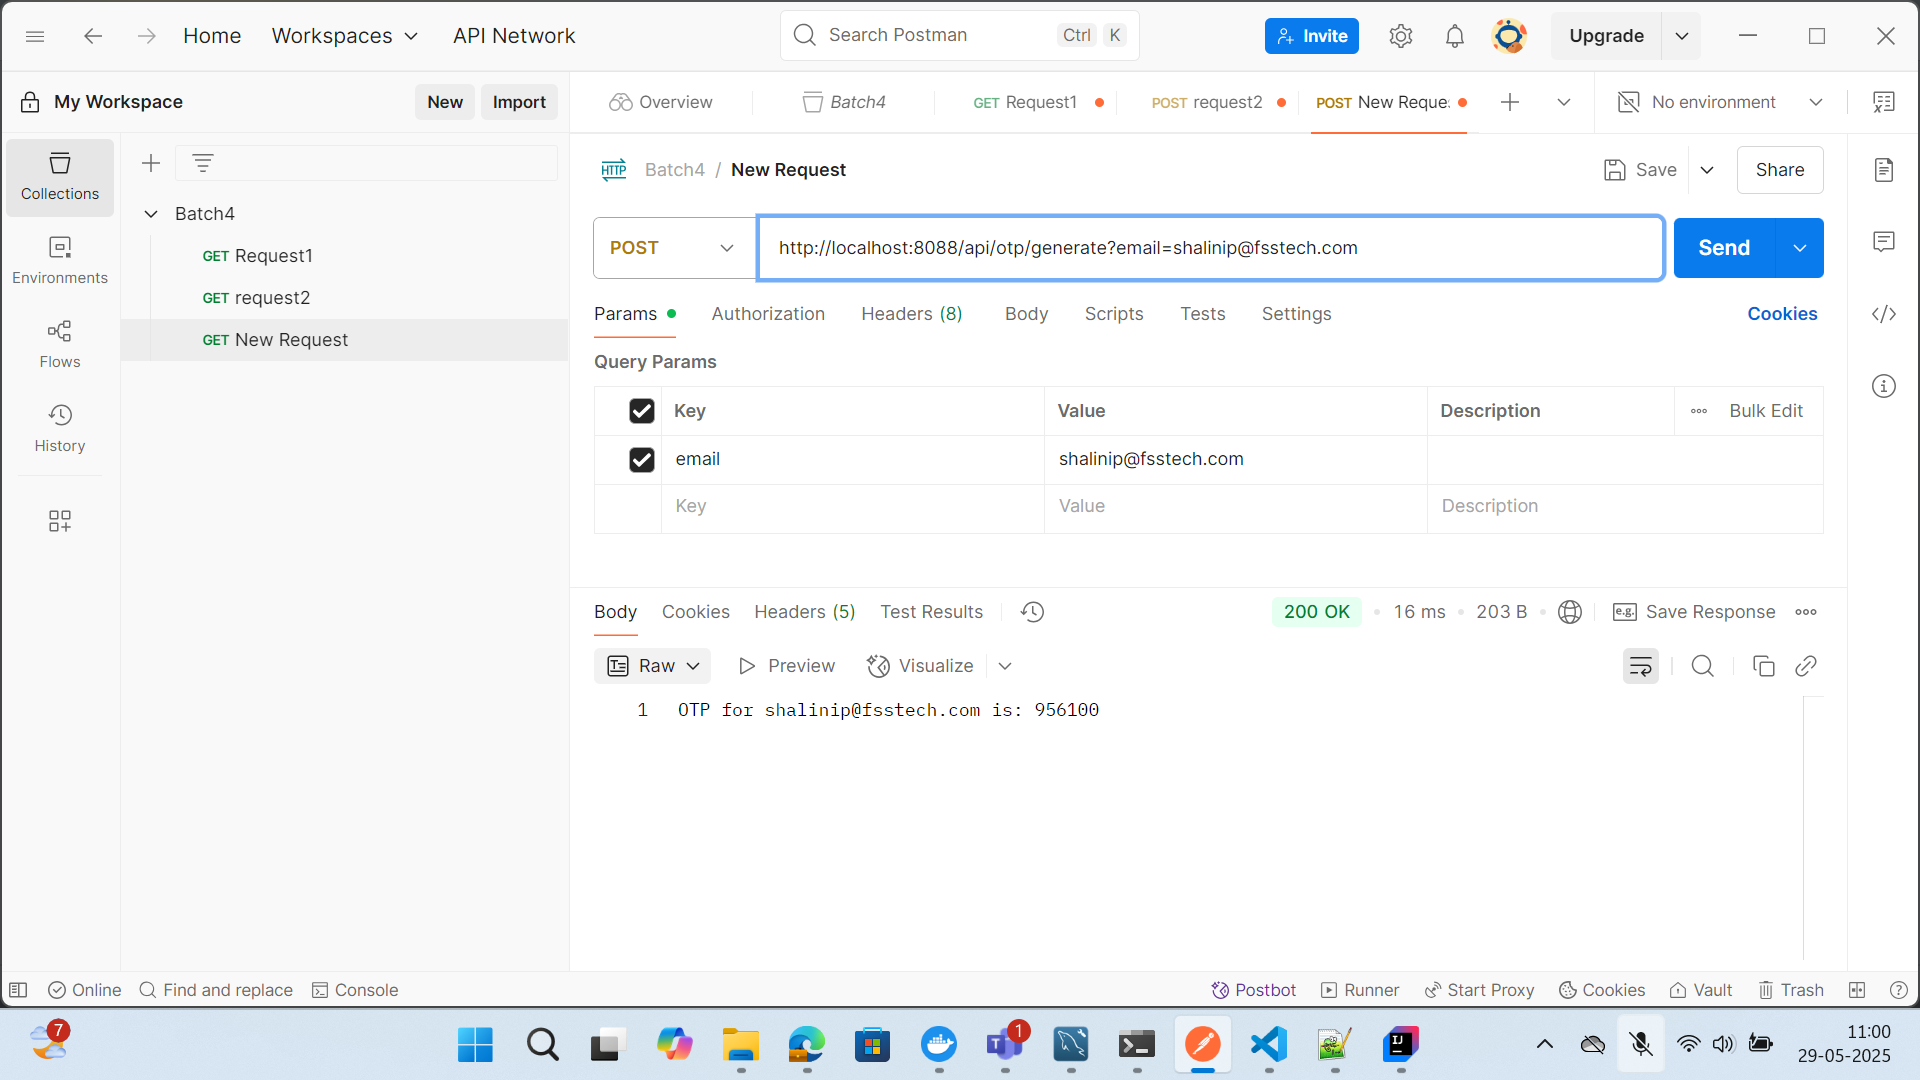 Home Workspaces API Network Search Postman Ctrl K Invite Upgrade
My Workspace New Import Overview Batch4 GET Request1 POST request2 POST New Reque No environment
Collections
Environments
Flows
History
Batch4
GET Request1
GET request2
GET New Request
HTTP Batch4 / New Request Save Share
POST http://localhost:8088/api/otp/generate?email=shalinip@fsstech.com Send
Params Authorization Headers (8) Body Scripts Tests Settings Cookies
Query Params
Key Value Description Bulk Edit
email shalinip@fsstech.com
Key Value Description
Body Cookies Headers (5) Test Results 200 OK 16 ms 203 B e.g. Save Response
Raw Preview Visualize
1 OTP for shalinip@fsstech.com is: 956100
Online Find and replace Console Postbot Runner Start Proxy Cookies Vault Trash
7 1 11:00
29-05-2025